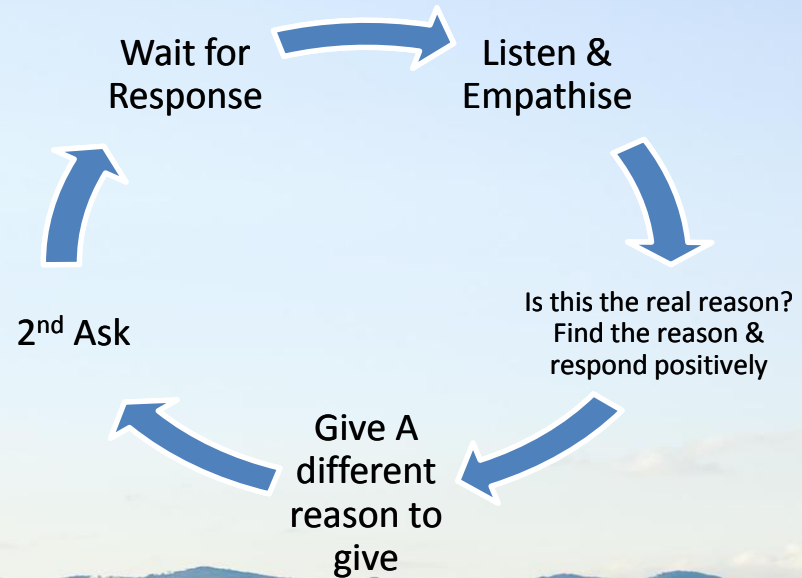 Wait for
Response
Listen &
Empathise
Is this the real reason?
Find the reason &
respond positively
Give A
different
reason to
give
2nd Ask